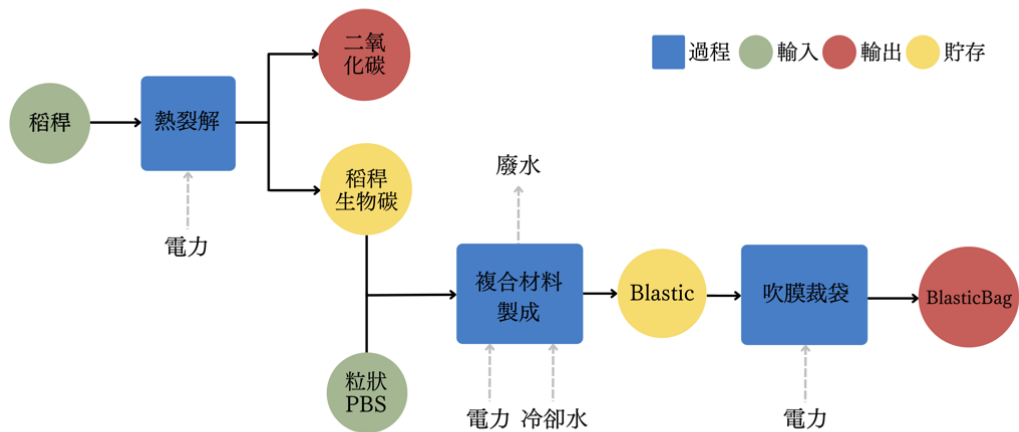 過程
輸入
輸出
貯存
稻稈
熱裂解
電力
二氧
化碳
稻稈
生物碳
粒狀
PBS
廢水
複合材料
製成
電力
冷卻水
Blastic
吹膜裁袋
電力
BlasticBag